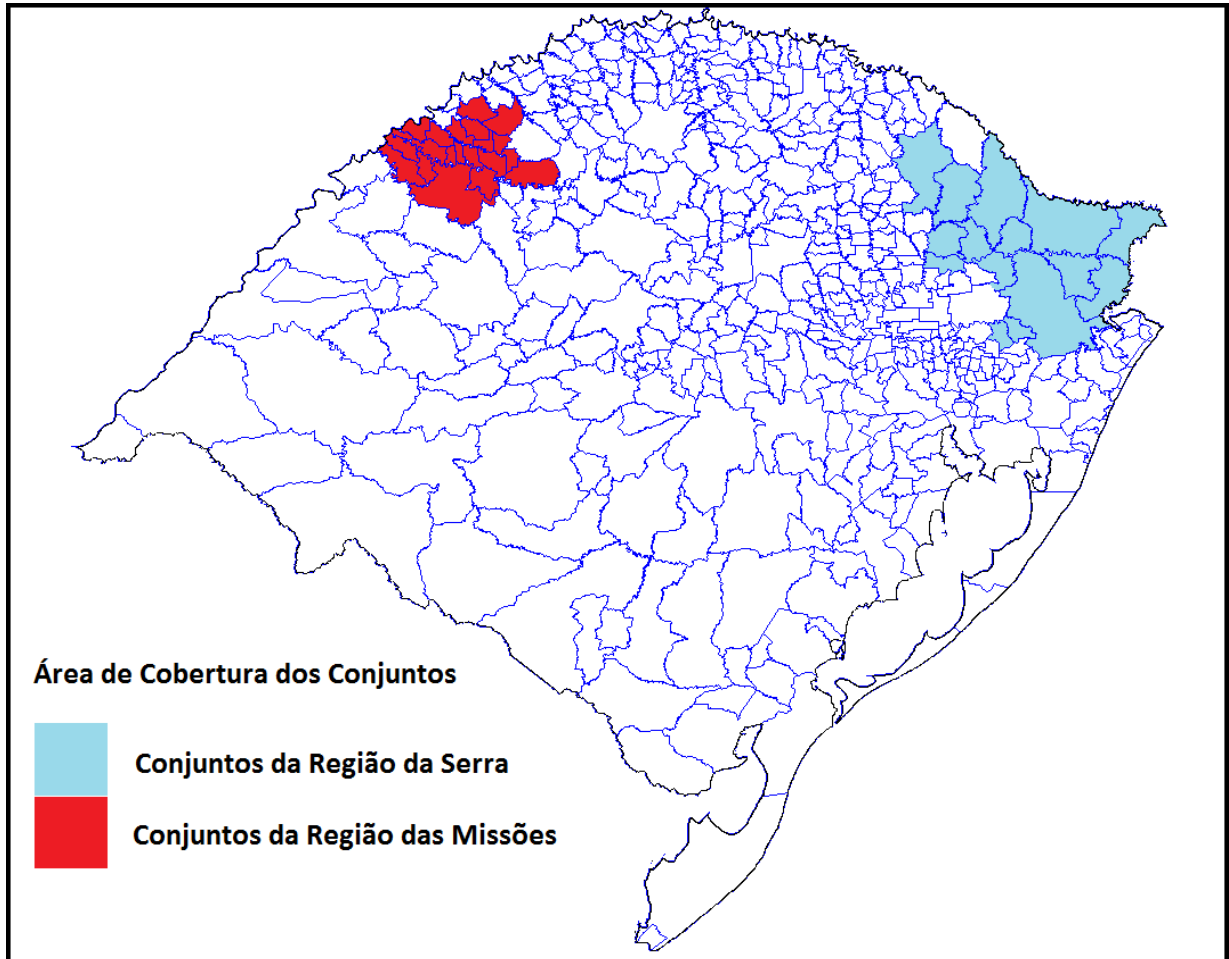 Área de Cobertura dos Conjuntos
Conjuntos da Região da Serra
Conjuntos da Região das Missões